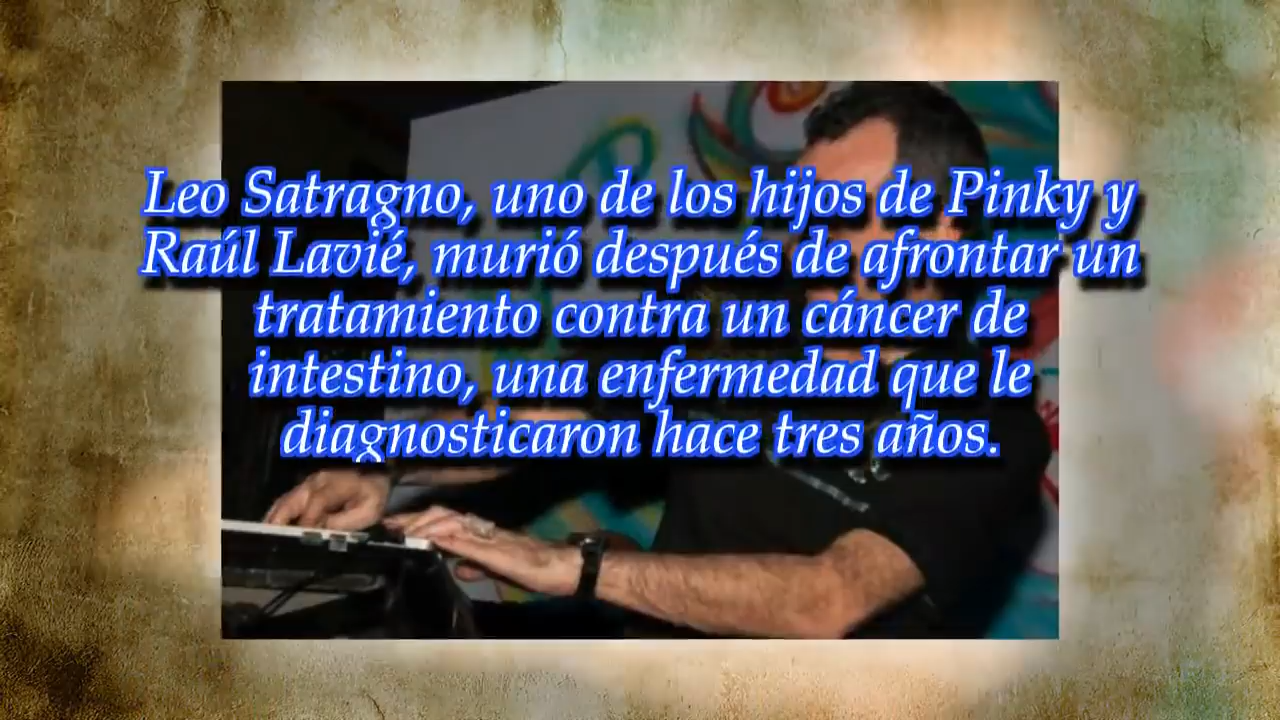 Leo Satragno, uno de los hijos de Pinky y
Raúl Lavié, murió después de afrontar un
tratamiento contra un cáncer de
intestino, una enfermedad que le
diagnosticaron hace tres años.